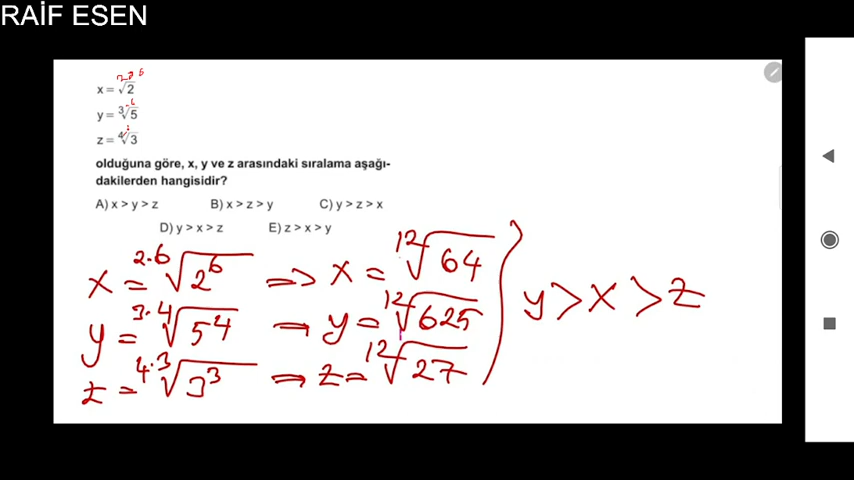 RAİF ESEN
x = √2
y = ³√5
z = ⁴√3
olduğuna göre, x, y ve z arasındaki sıralama aşağı-
dakilerden hangisidir?
A) x > y > z B) x > z > y C) y > z > x
D) y > x > z E) z > x > y
x = ²·⁶√2⁶ => x = ¹²√64
y = ³·⁴√5⁴ => y = ¹²√625
z = ⁴·³√3³ => z = ¹²√27
y > x > z